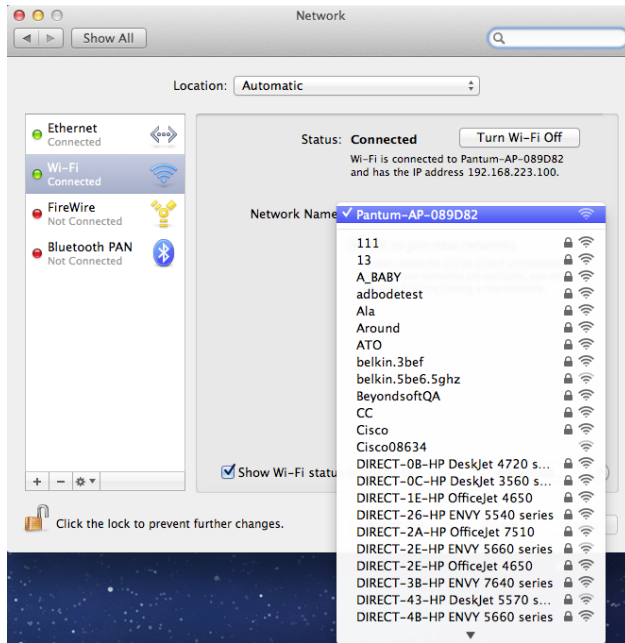 Network
Show All
Location: Automatic
Ethernet
Connected
Wi-Fi
Connected
FireWire
Not Connected
Bluetooth PAN
Not Connected
Status: Connected
Turn Wi-Fi Off
Wi-Fi is connected to Pantum-AP-089D82
and has the IP address 192.168.223.100.
Network Name
Pantum-AP-089D82
111
13
A_BABY
adbodetest
Ala
Around
ATO
belkin.3bef
belkin.5be6.5ghz
BeyondsoftQA
CC
Cisco
Cisco08634
DIRECT-0B-HP DeskJet 4720 s...
DIRECT-0C-HP DeskJet 3560 s...
DIRECT-1E-HP OfficeJet 4650
DIRECT-26-HP ENVY 5540 series
DIRECT-2A-HP OfficeJet 7510
DIRECT-2E-HP ENVY 5660 series
DIRECT-2E-HP OfficeJet 4650
DIRECT-3B-HP ENVY 7640 series
DIRECT-43-HP DeskJet 5570 s...
DIRECT-4B-HP ENVY 5660 series
Show Wi-Fi statu
Click the lock to prevent further changes.